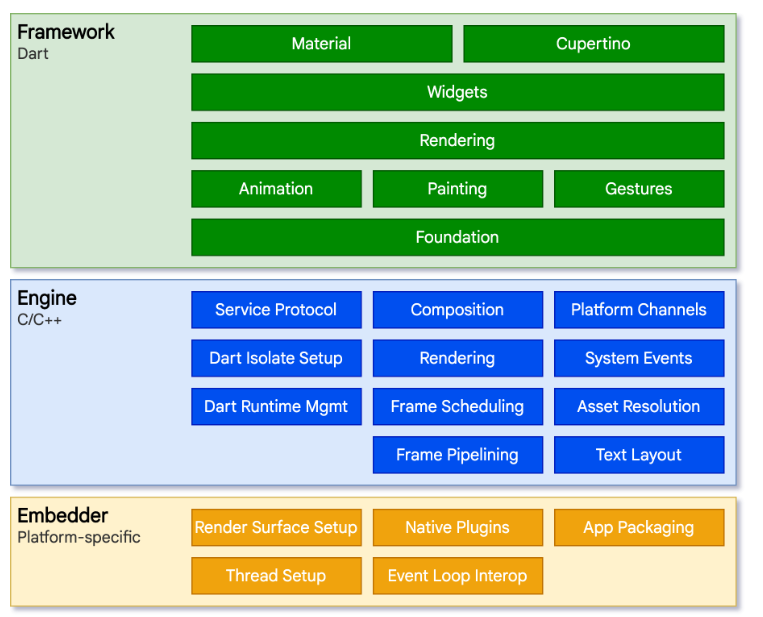 Framework
Dart
Material
Cupertino
Widgets
Rendering
Animation
Painting
Gestures
Foundation
Engine
C/C++
Service Protocol
Composition
Platform Channels
Dart Isolate Setup
Rendering
System Events
Dart Runtime Mgmt
Frame Scheduling
Asset Resolution
Frame Pipelining
Text Layout
Embedder
Platform-specific
Render Surface Setup
Native Plugins
App Packaging
Thread Setup
Event Loop Interop